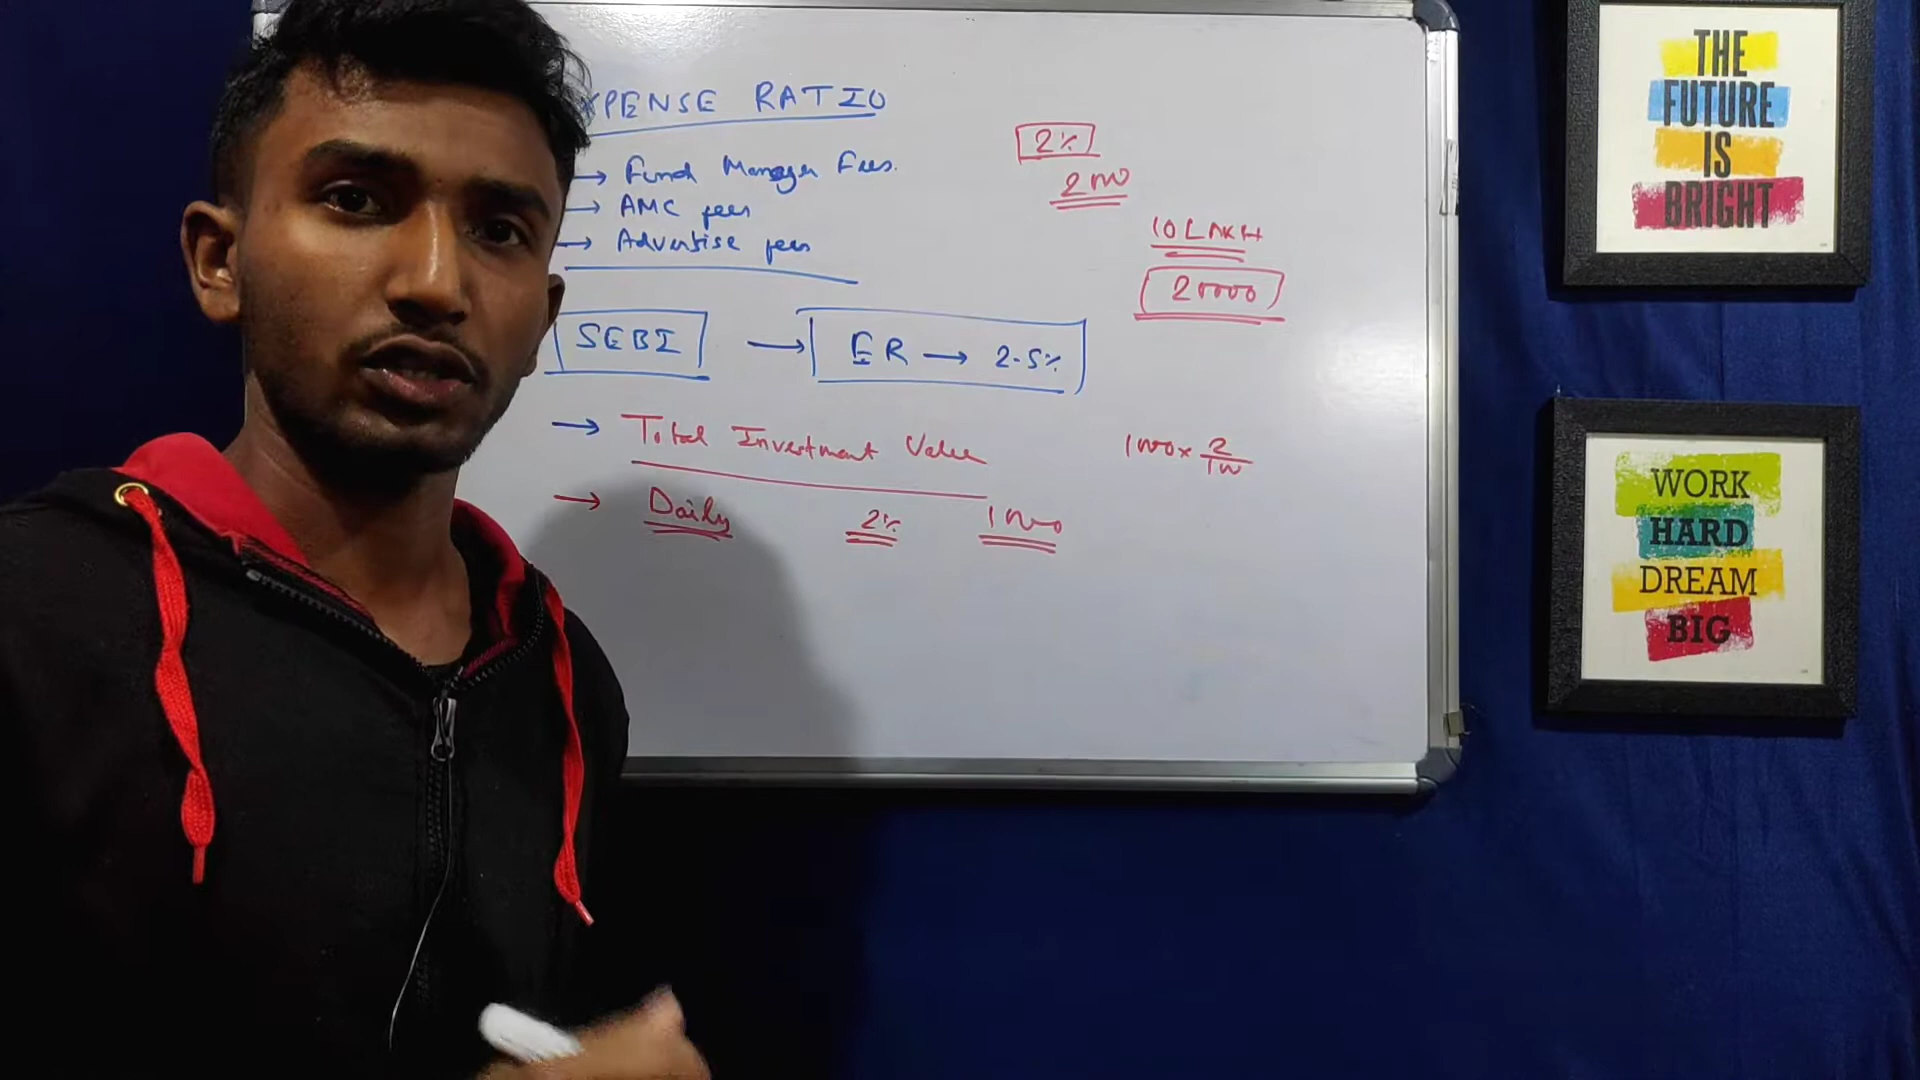 XPENSE RATIO
→ Fund Manager Fees.
→ AMC fees
→ Advertise fees
SEBI → ER → 2.5%
→ Total Investment Value
→ Daily 2% 1000
2%
2000
10 LAKH
20000
1000 × 2/100
THE
FUTURE
IS
BRIGHT
WORK
HARD
DREAM
BIG